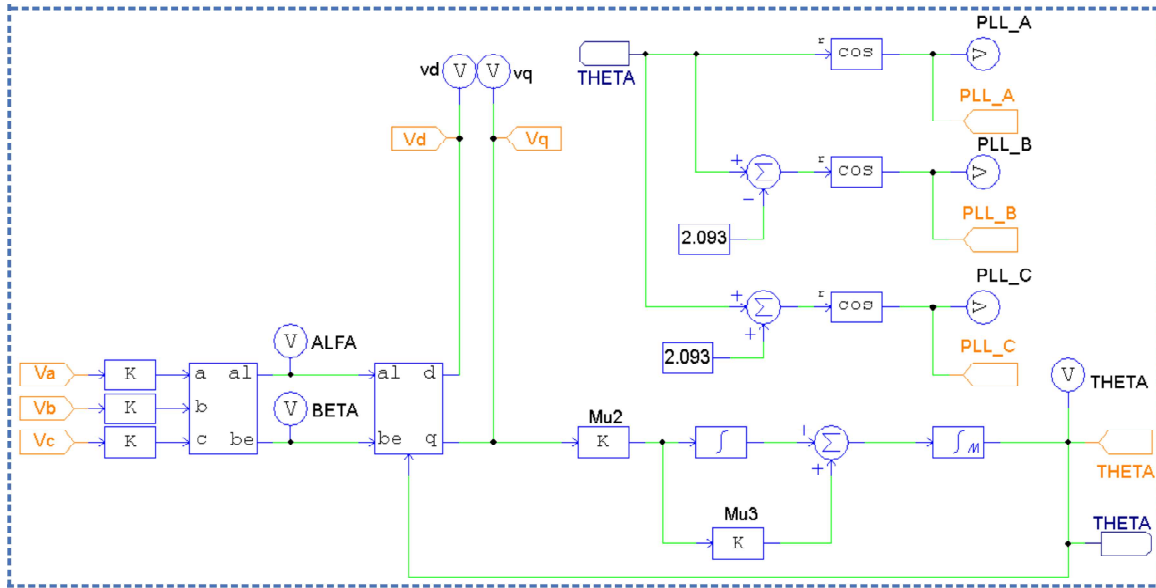 PLL_A
r
cos
V
THETA
PLL_A
vd
V
V
vq
Vd
Vq
PLL_B
+
Σ
−
r
cos
V
2.093
PLL_B
PLL_C
+
Σ
+
r
cos
V
2.093
PLL_C
V
ALFA
V
THETA
Va
K
a
al
al
d
Vb
K
b
V
BETA
Vc
K
c
be
be
q
Mu2
K
∫
Σ
+
∫M
THETA
Mu3
K
THETA